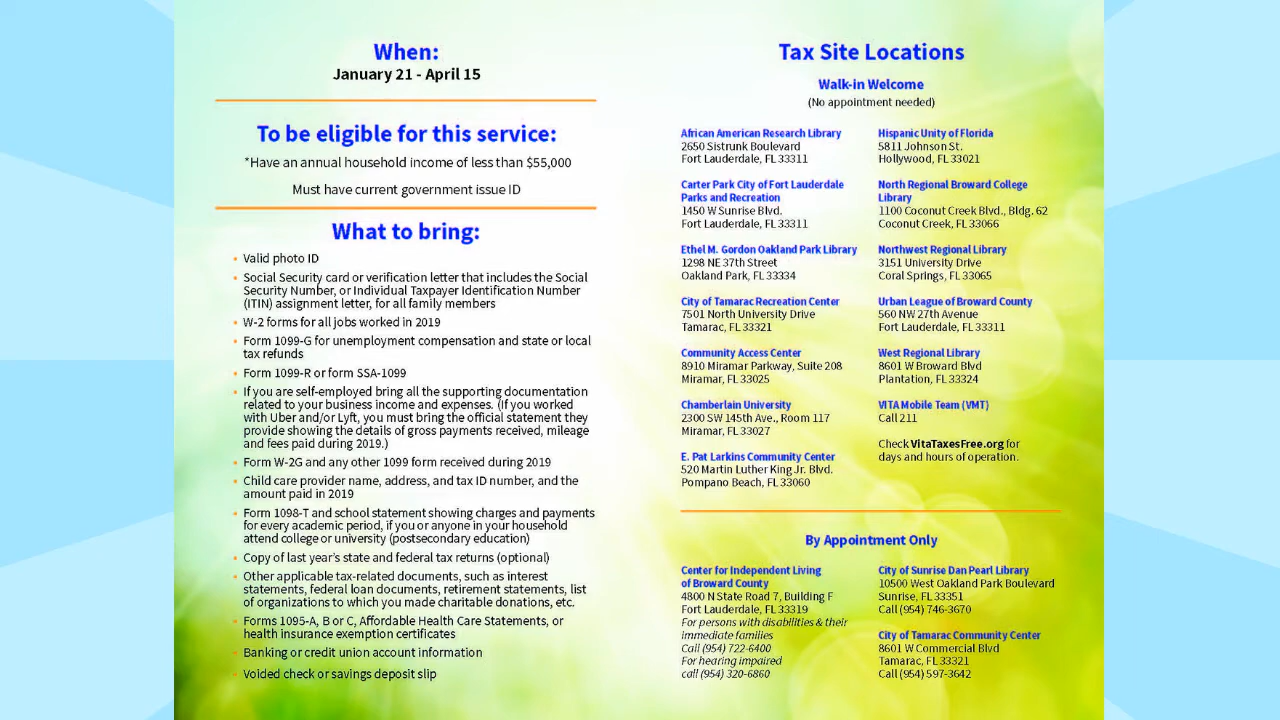 When:
January 21 - April 15
To be eligible for this service:
*Have an annual household income of less than $55,000
Must have current government issue ID
What to bring:
• Valid photo ID
• Social Security card or verification letter that includes the Social
Security Number, or Individual Taxpayer Identification Number
(ITIN) assignment letter, for all family members
• W-2 forms for all jobs worked in 2019
• Form 1099-G for unemployment compensation and state or local
tax refunds
• Form 1099-R or form SSA-1099
• If you are self-employed bring all the supporting documentation
related to your business income and expenses. (If you worked
with Uber and/or Lyft, you must bring the official statement they
provide showing the details of gross payments received, mileage
and fees paid during 2019.)
• Form W-2G and any other 1099 form received during 2019
• Child care provider name, address, and tax ID number, and the
amount paid in 2019
• Form 1098-T and school statement showing charges and payments
for every academic period, if you or anyone in your household
attend college or university (postsecondary education)
• Copy of last year's state and federal tax returns (optional)
• Other applicable tax-related documents, such as interest
statements, federal loan documents, retirement statements, list
of organizations to which you made charitable donations, etc.
• Forms 1095-A, B or C, Affordable Health Care Statements, or
health insurance exemption certificates
• Banking or credit union account information
• Voided check or savings deposit slip
Tax Site Locations
Walk-in Welcome
(No appointment needed)
African American Research Library
2650 Sistrunk Boulevard
Fort Lauderdale, FL 33311
Carter Park City of Fort Lauderdale
Parks and Recreation
1450 W Sunrise Blvd.
Fort Lauderdale, FL 33311
Ethel M. Gordon Oakland Park Library
1298 NE 37th Street
Oakland Park, FL 33334
City of Tamarac Recreation Center
7501 North University Drive
Tamarac, FL 33321
Community Access Center
8910 Miramar Parkway, Suite 208
Miramar, FL 33025
Chamberlain University
2300 SW 145th Ave., Room 117
Miramar, FL 33027
E. Pat Larkins Community Center
520 Martin Luther King Jr. Blvd.
Pompano Beach, FL 33060
Hispanic Unity of Florida
5811 Johnson St.
Hollywood, FL 33021
North Regional Broward College
Library
1100 Coconut Creek Blvd., Bldg. 62
Coconut Creek, FL 33066
Northwest Regional Library
3151 University Drive
Coral Springs, FL 33065
Urban League of Broward County
560 NW 27th Avenue
Fort Lauderdale, FL 33311
West Regional Library
8601 W Broward Blvd
Plantation, FL 33324
VITA Mobile Team (VMT)
Call 211
Check VitaTaxesFree.org for
days and hours of operation.
By Appointment Only
Center for Independent Living
of Broward County
4800 N State Road 7, Building F
Fort Lauderdale, FL 33319
For persons with disabilities & their
immediate families
Call (954) 722-6400
For hearing impaired
call (954) 320-6860
City of Sunrise Dan Pearl Library
10500 West Oakland Park Boulevard
Sunrise, FL 33351
Call (954) 746-3670
City of Tamarac Community Center
8601 W Commercial Blvd
Tamarac, FL 33321
Call (954) 597-3642